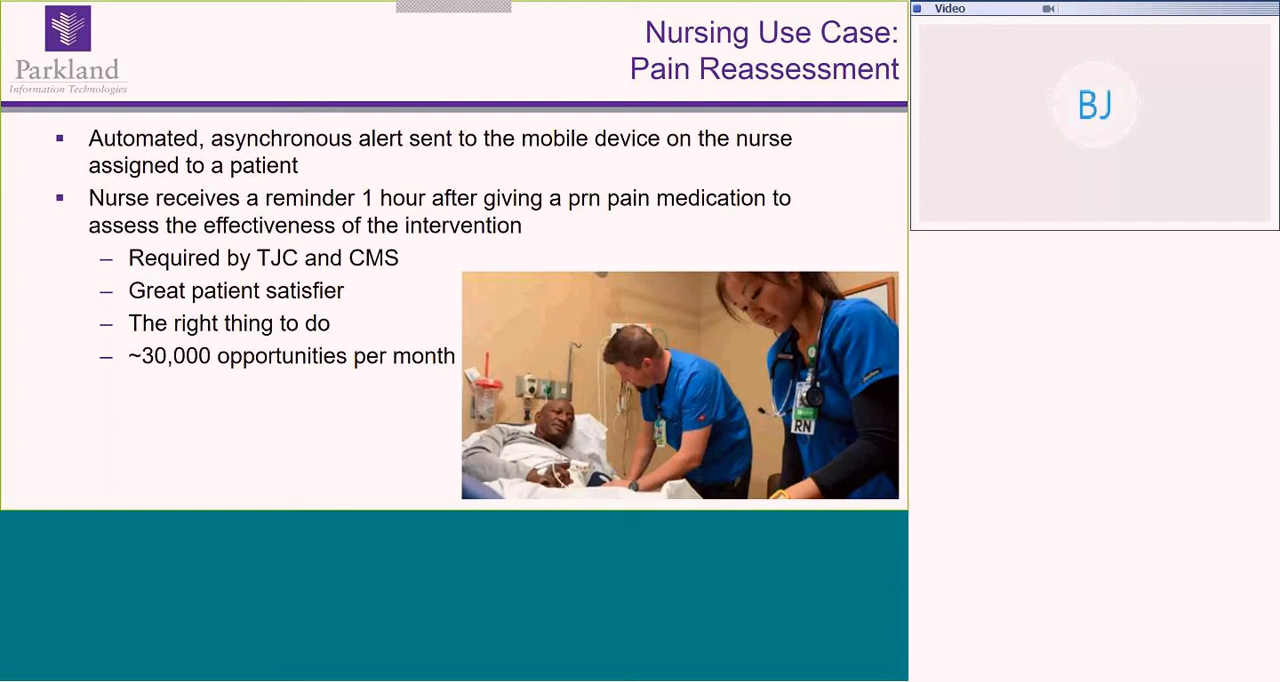 Parkland
Information Technologies
Nursing Use Case:
Pain Reassessment
Automated, asynchronous alert sent to the mobile device on the nurse
assigned to a patient
Nurse receives a reminder 1 hour after giving a prn pain medication to
assess the effectiveness of the intervention
– Required by TJC and CMS
– Great patient satisfier
– The right thing to do
– ~30,000 opportunities per month
RN
Video
BJ